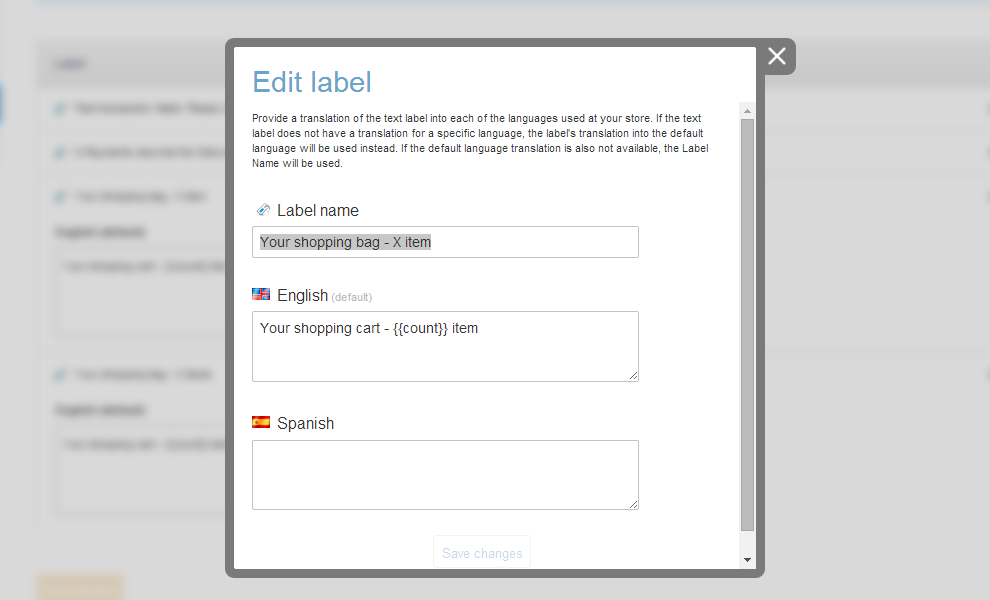 Edit label
Provide a translation of the text label into each of the languages used at your store. If the text
label does not have a translation for a specific language, the label's translation into the default
language will be used instead. If the default language translation is also not available, the Label
Name will be used.
Label name
Your shopping bag - X item
English (default)
Your shopping cart - {{count}} item
Spanish
Save changes